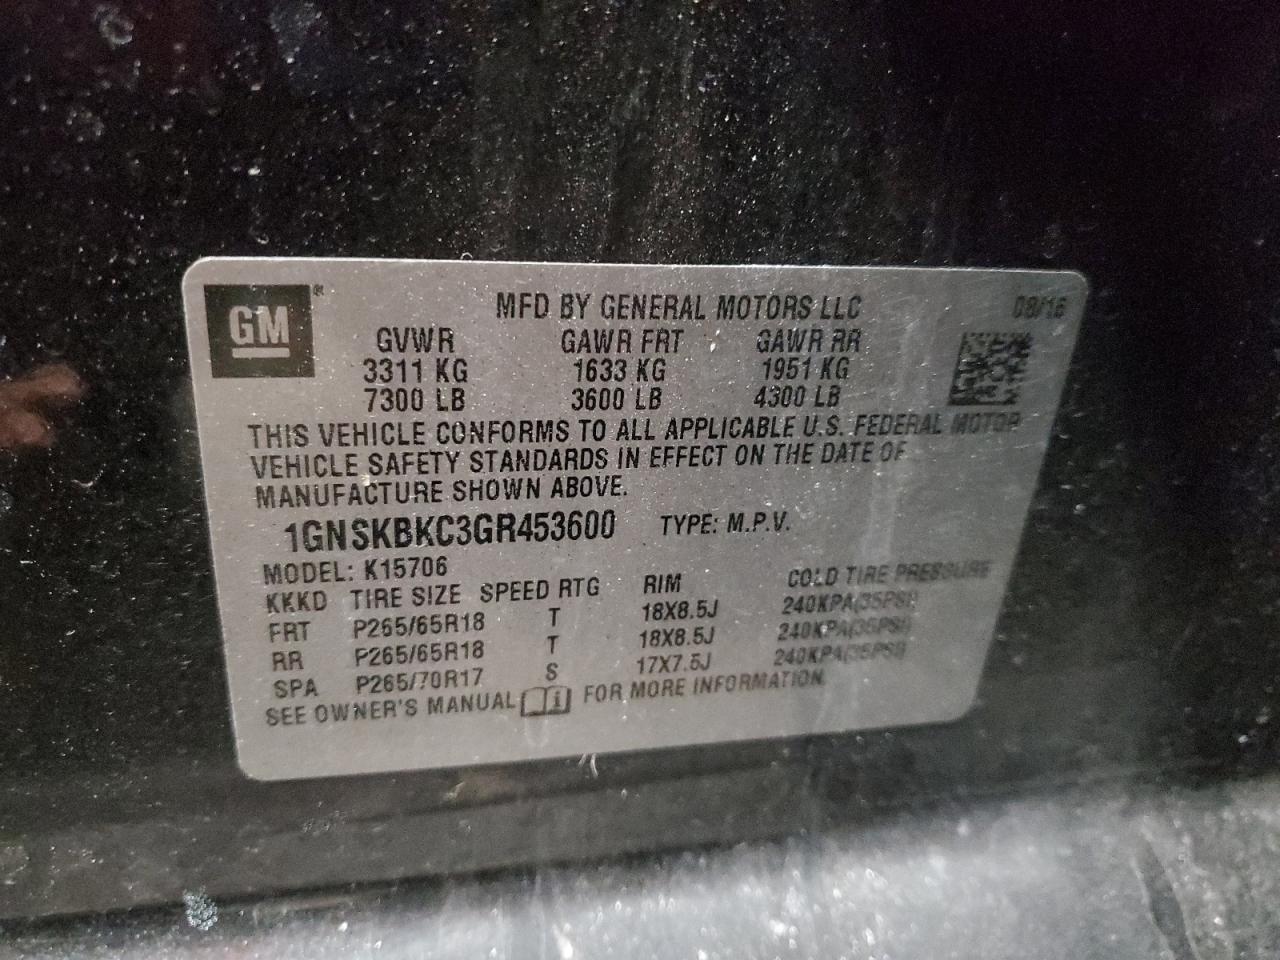 GM®
MFD BY GENERAL MOTORS LLC 08/16
GVWR GAWR FRT GAWR RR
3311 KG 1633 KG 1951 KG
7300 LB 3600 LB 4300 LB
THIS VEHICLE CONFORMS TO ALL APPLICABLE U.S. FEDERAL MOTOR
VEHICLE SAFETY STANDARDS IN EFFECT ON THE DATE OF
MANUFACTURE SHOWN ABOVE.
1GNSKBKC3GR453600 TYPE: M.P.V.
MODEL: K15706
KKKD TIRE SIZE SPEED RTG RIM COLD TIRE PRESSURE
FRT P265/65R18 T 18X8.5J 240KPA(35PSI)
RR P265/65R18 T 18X8.5J 240KPA(35PSI)
SPA P265/70R17 S 17X7.5J 240KPA(35PSI)
SEE OWNER'S MANUAL i FOR MORE INFORMATION